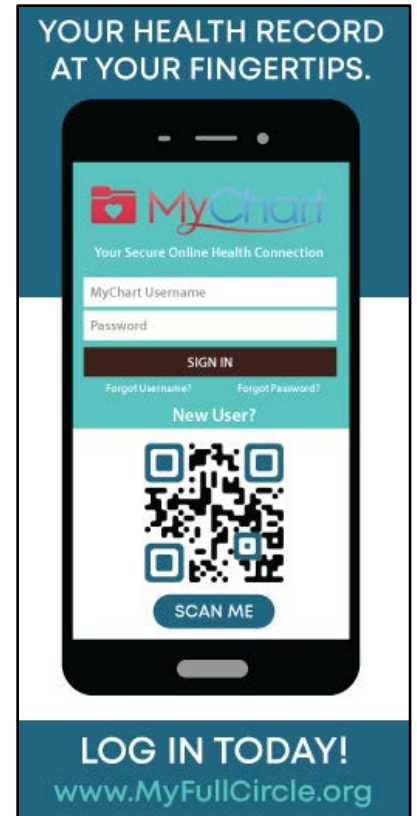 YOUR HEALTH RECORD
AT YOUR FINGERTIPS.
MyChart
Your Secure Online Health Connection
MyChart Username
Password
SIGN IN
Forgot Username? Forgot Password?
New User?
SCAN ME
LOG IN TODAY!
www.MyFullCircle.org